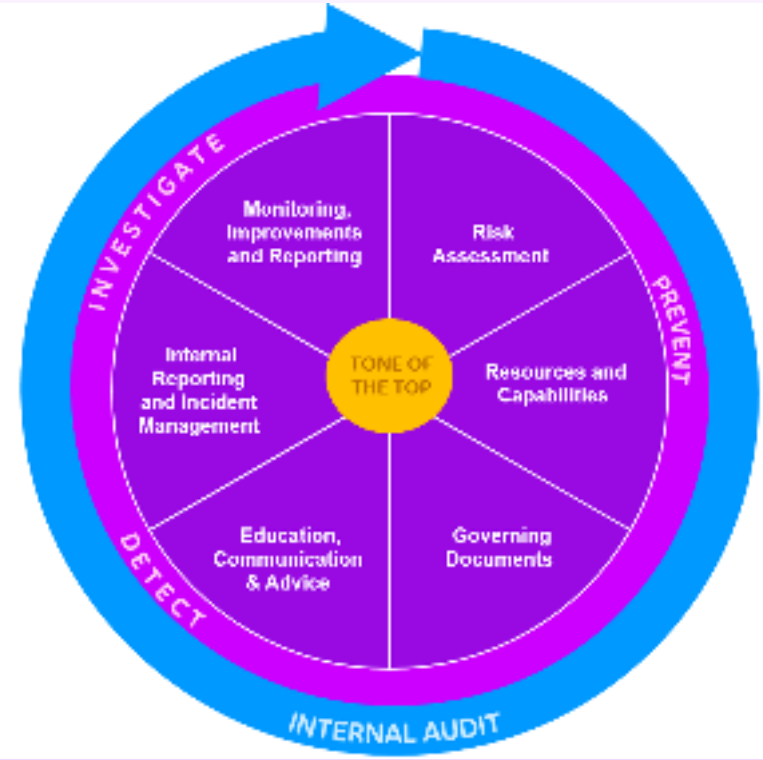 INVESTIGATE
Monitoring,
Improvements
and Reporting
Risk
Assessment
PREVENT
TONE OF
THE TOP
Internal
Reporting
and Incident
Management
Resources and
Capabilities
Education,
Communication
& Advice
Governing
Documents
DETECT
INTERNAL AUDIT